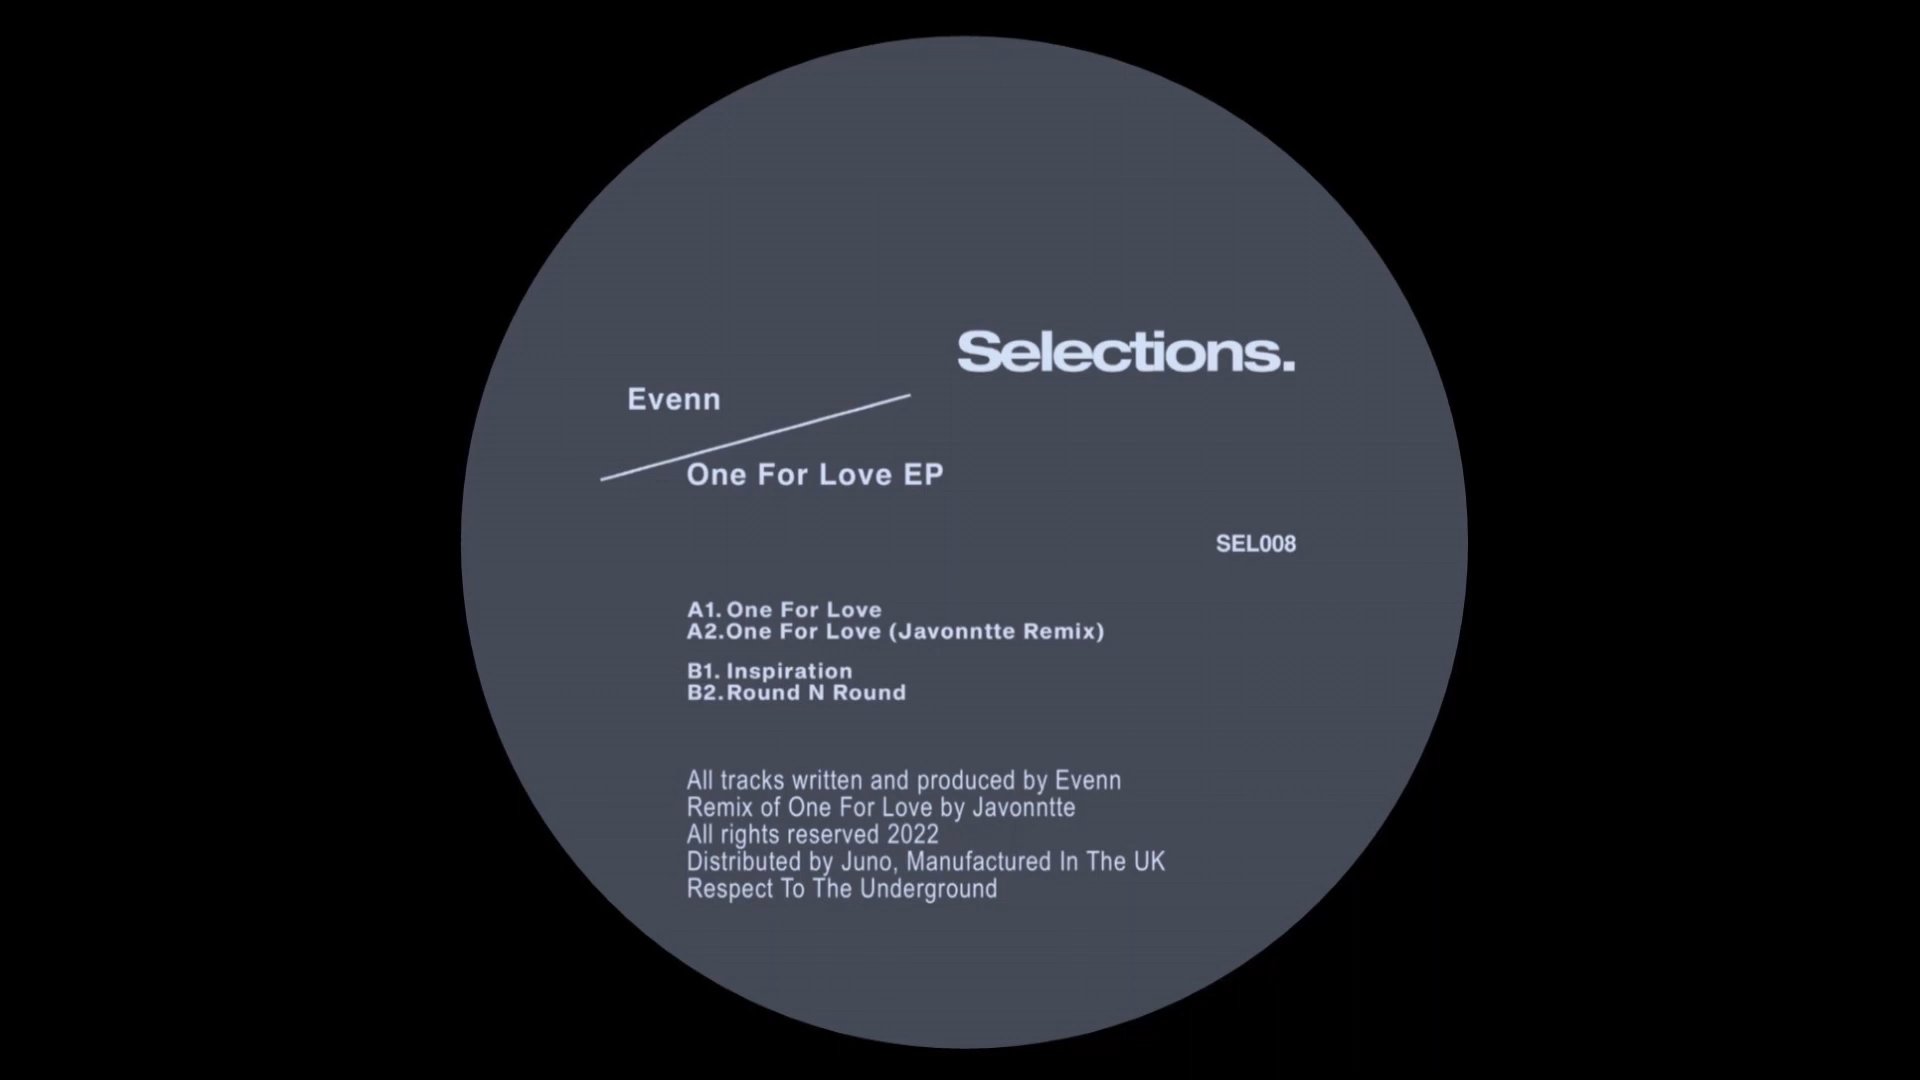 Selections.
Evenn
One For Love EP
SEL008
A1. One For Love
A2.One For Love (Javonntte Remix)
B1. Inspiration
B2.Round N Round
All tracks written and produced by Evenn
Remix of One For Love by Javonntte
All rights reserved 2022
Distributed by Juno, Manufactured In The UK
Respect To The Underground